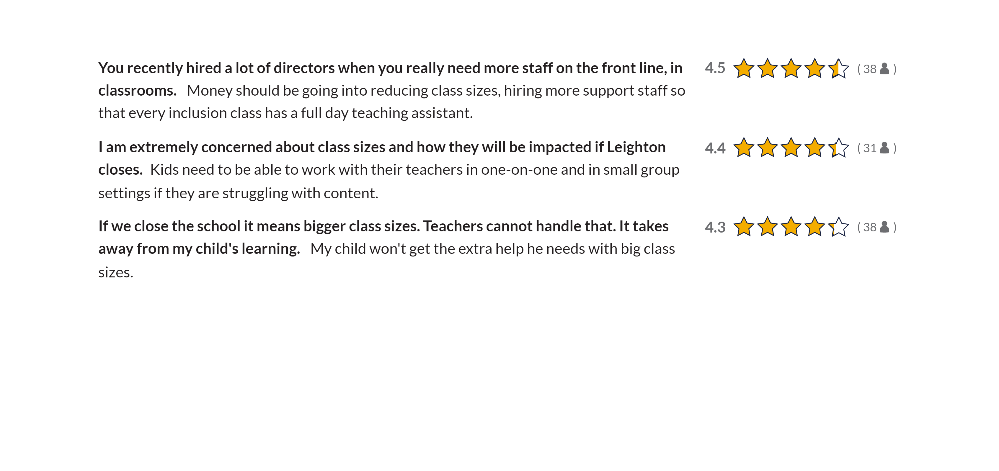 You recently hired a lot of directors when you really need more staff on the front line, in 4.5 ( 38 )
classrooms. Money should be going into reducing class sizes, hiring more support staff so
that every inclusion class has a full day teaching assistant.
I am extremely concerned about class sizes and how they will be impacted if Leighton 4.4 ( 31 )
closes. Kids need to be able to work with their teachers in one-on-one and in small group
settings if they are struggling with content.
If we close the school it means bigger class sizes. Teachers cannot handle that. It takes 4.3 ( 38 )
away from my child's learning. My child won't get the extra help he needs with big class
sizes.